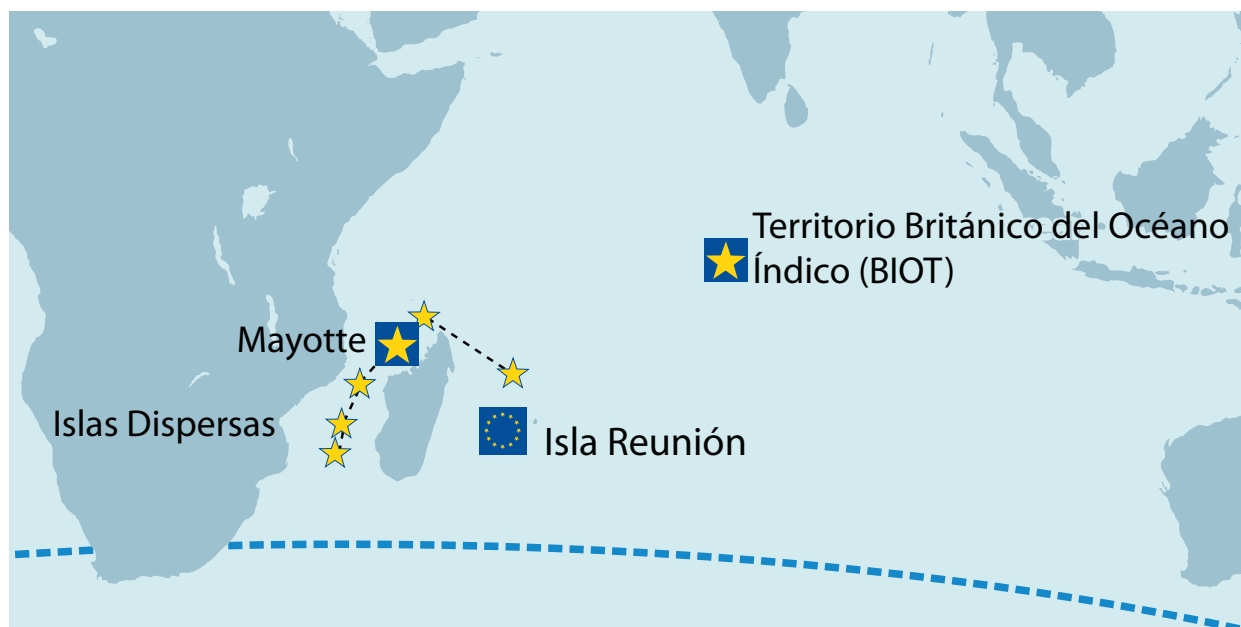 Territorio Británico del Océano
Índico (BIOT)
Mayotte
Islas Dispersas
Isla Reunión